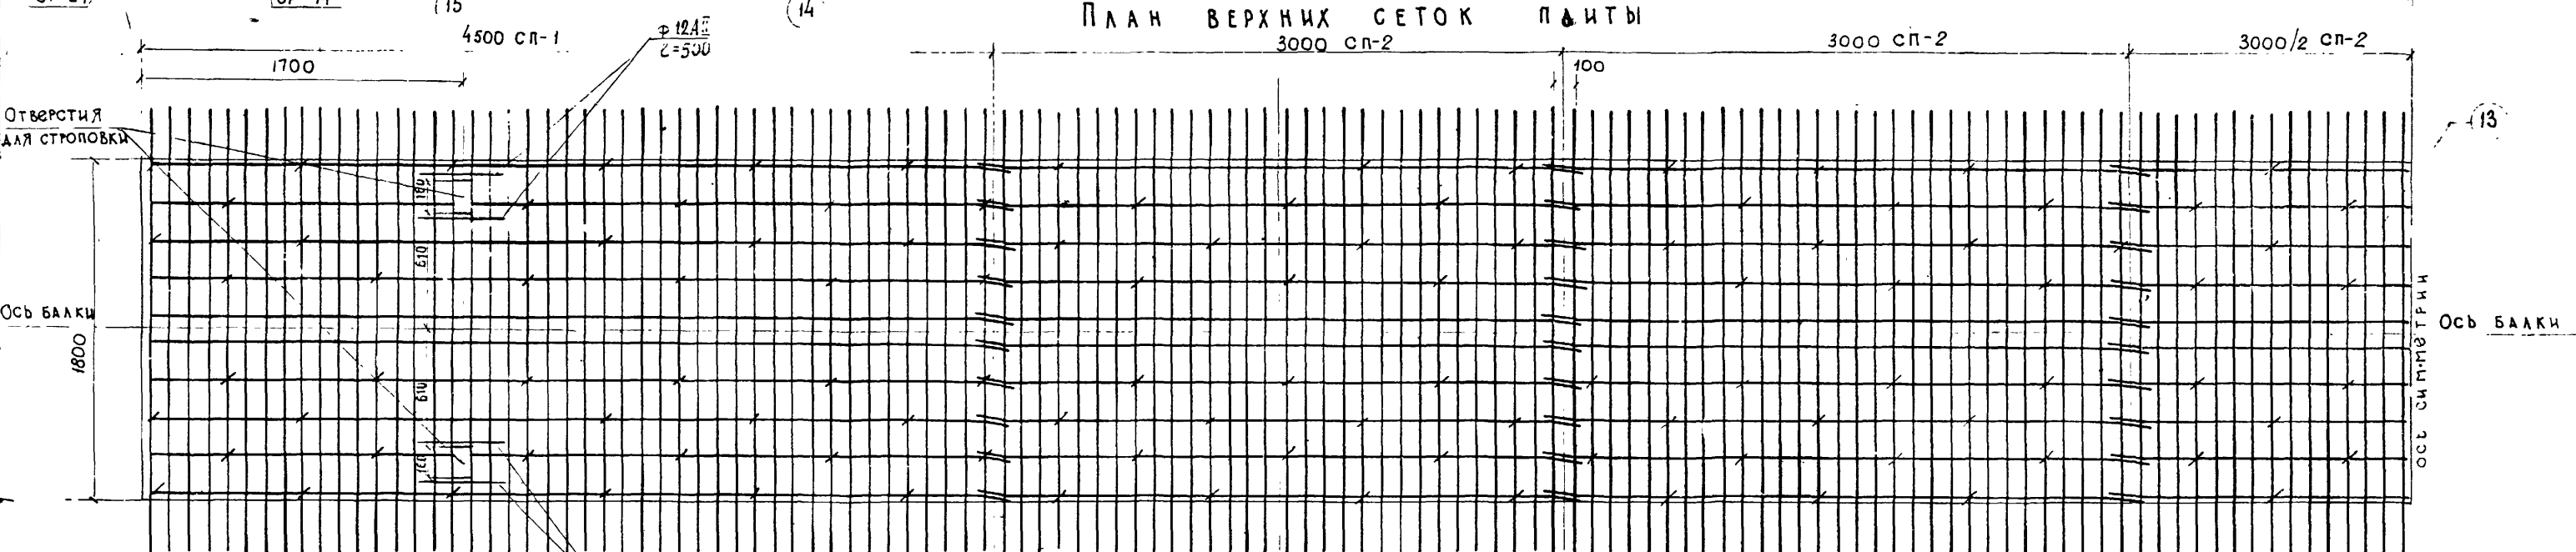 15
14
ПЛАН ВЕРХНИХ СЕТОК ПЛИТЫ
4500 СП-1
Ф12АII
ℓ=500
3000 СП-2
3000 СП-2
3000/2 СП-2
1700
100
ОТВЕРСТИЯ
ДЛЯ СТРОПОВКИ
13
180
610
ОСЬ БАЛКИ
1800
610
ОСЬ СИММЕТРИИ
ОСЬ БАЛКИ